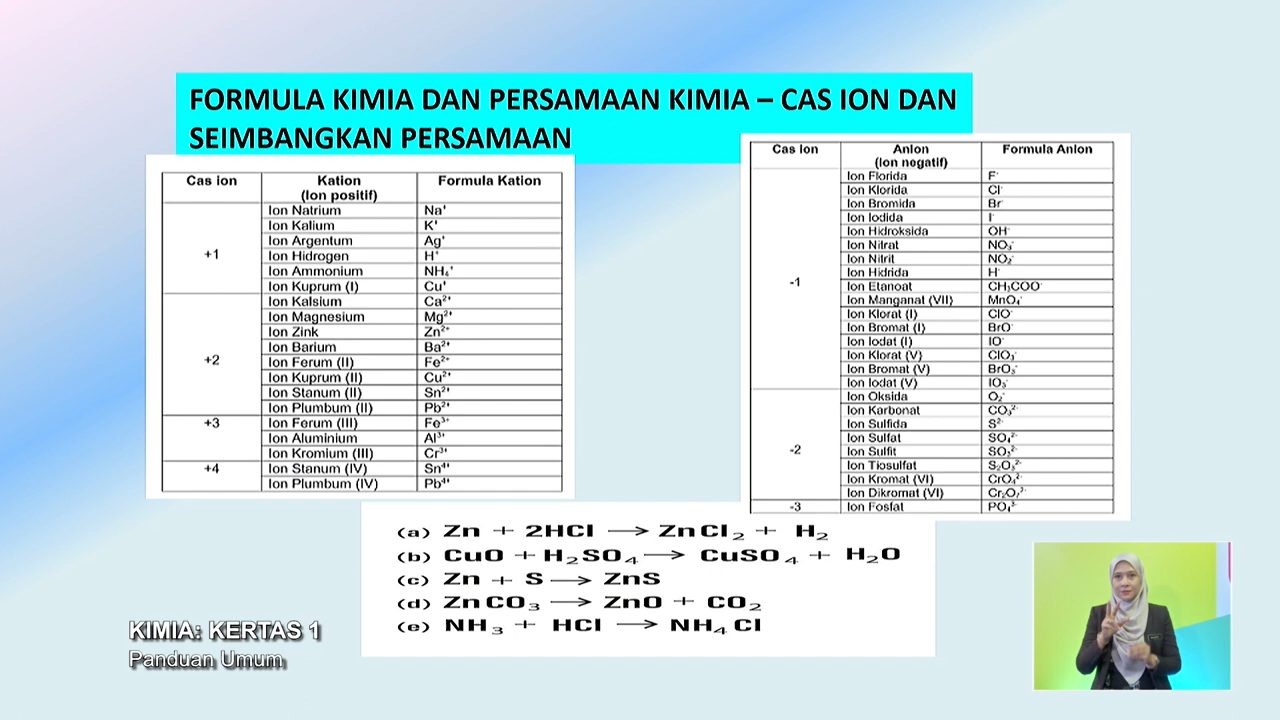 FORMULA KIMIA DAN PERSAMAAN KIMIA – CAS ION DAN
SEIMBANGKAN PERSAMAAN
Cas ion Kation Formula Kation
(Ion positif)
+1
Ion Natrium Na⁺
Ion Kalium K⁺
Ion Argentum Ag⁺
Ion Hidrogen H⁺
Ion Ammonium NH₄⁺
Ion Kuprum (I) Cu⁺
+2
Ion Kalsium Ca²⁺
Ion Magnesium Mg²⁺
Ion Zink Zn²⁺
Ion Barium Ba²⁺
Ion Ferum (II) Fe²⁺
Ion Kuprum (II) Cu²⁺
Ion Stanum (II) Sn²⁺
Ion Plumbum (II) Pb²⁺
+3
Ion Ferum (III) Fe³⁺
Ion Aluminium Al³⁺
Ion Kromium (III) Cr³⁺
+4
Ion Stanum (IV) Sn⁴⁺
Ion Plumbum (IV) Pb⁴⁺
Cas Ion Anion Formula Anion
(Ion negatif)
-1
Ion Florida F⁻
Ion Klorida Cl⁻
Ion Bromida Br⁻
Ion Iodida I⁻
Ion Hidroksida OH⁻
Ion Nitrat NO₃⁻
Ion Nitrit NO₂⁻
Ion Hidrida H⁻
Ion Etanoat CH₃COO⁻
Ion Manganat (VII) MnO₄⁻
Ion Klorat (I) ClO⁻
Ion Bromat (I) BrO⁻
Ion Iodat (I) IO⁻
Ion Klorat (V) ClO₃⁻
Ion Bromat (V) BrO₃⁻
Ion Iodat (V) IO₃⁻
-2
Ion Oksida O₂⁻
Ion Karbonat CO₃²⁻
Ion Sulfida S²⁻
Ion Sulfat SO₄²⁻
Ion Sulfit SO₃²⁻
Ion Tiosulfat S₂O₃²⁻
Ion Kromat (VI) CrO₄²⁻
Ion Dikromat (VI)
-3
Ion Fosfat PO₄³⁻
(a) Zn + 2HCl → ZnCl₂ + H₂
(b) CuO + H₂SO₄ → CuSO₄ + H₂O
(c) Zn + S → ZnS
(d) ZnCO₃ → ZnO + CO₂
(e) NH₃ + HCl → NH₄Cl
KIMIA: KERTAS 1
Panduan Umum